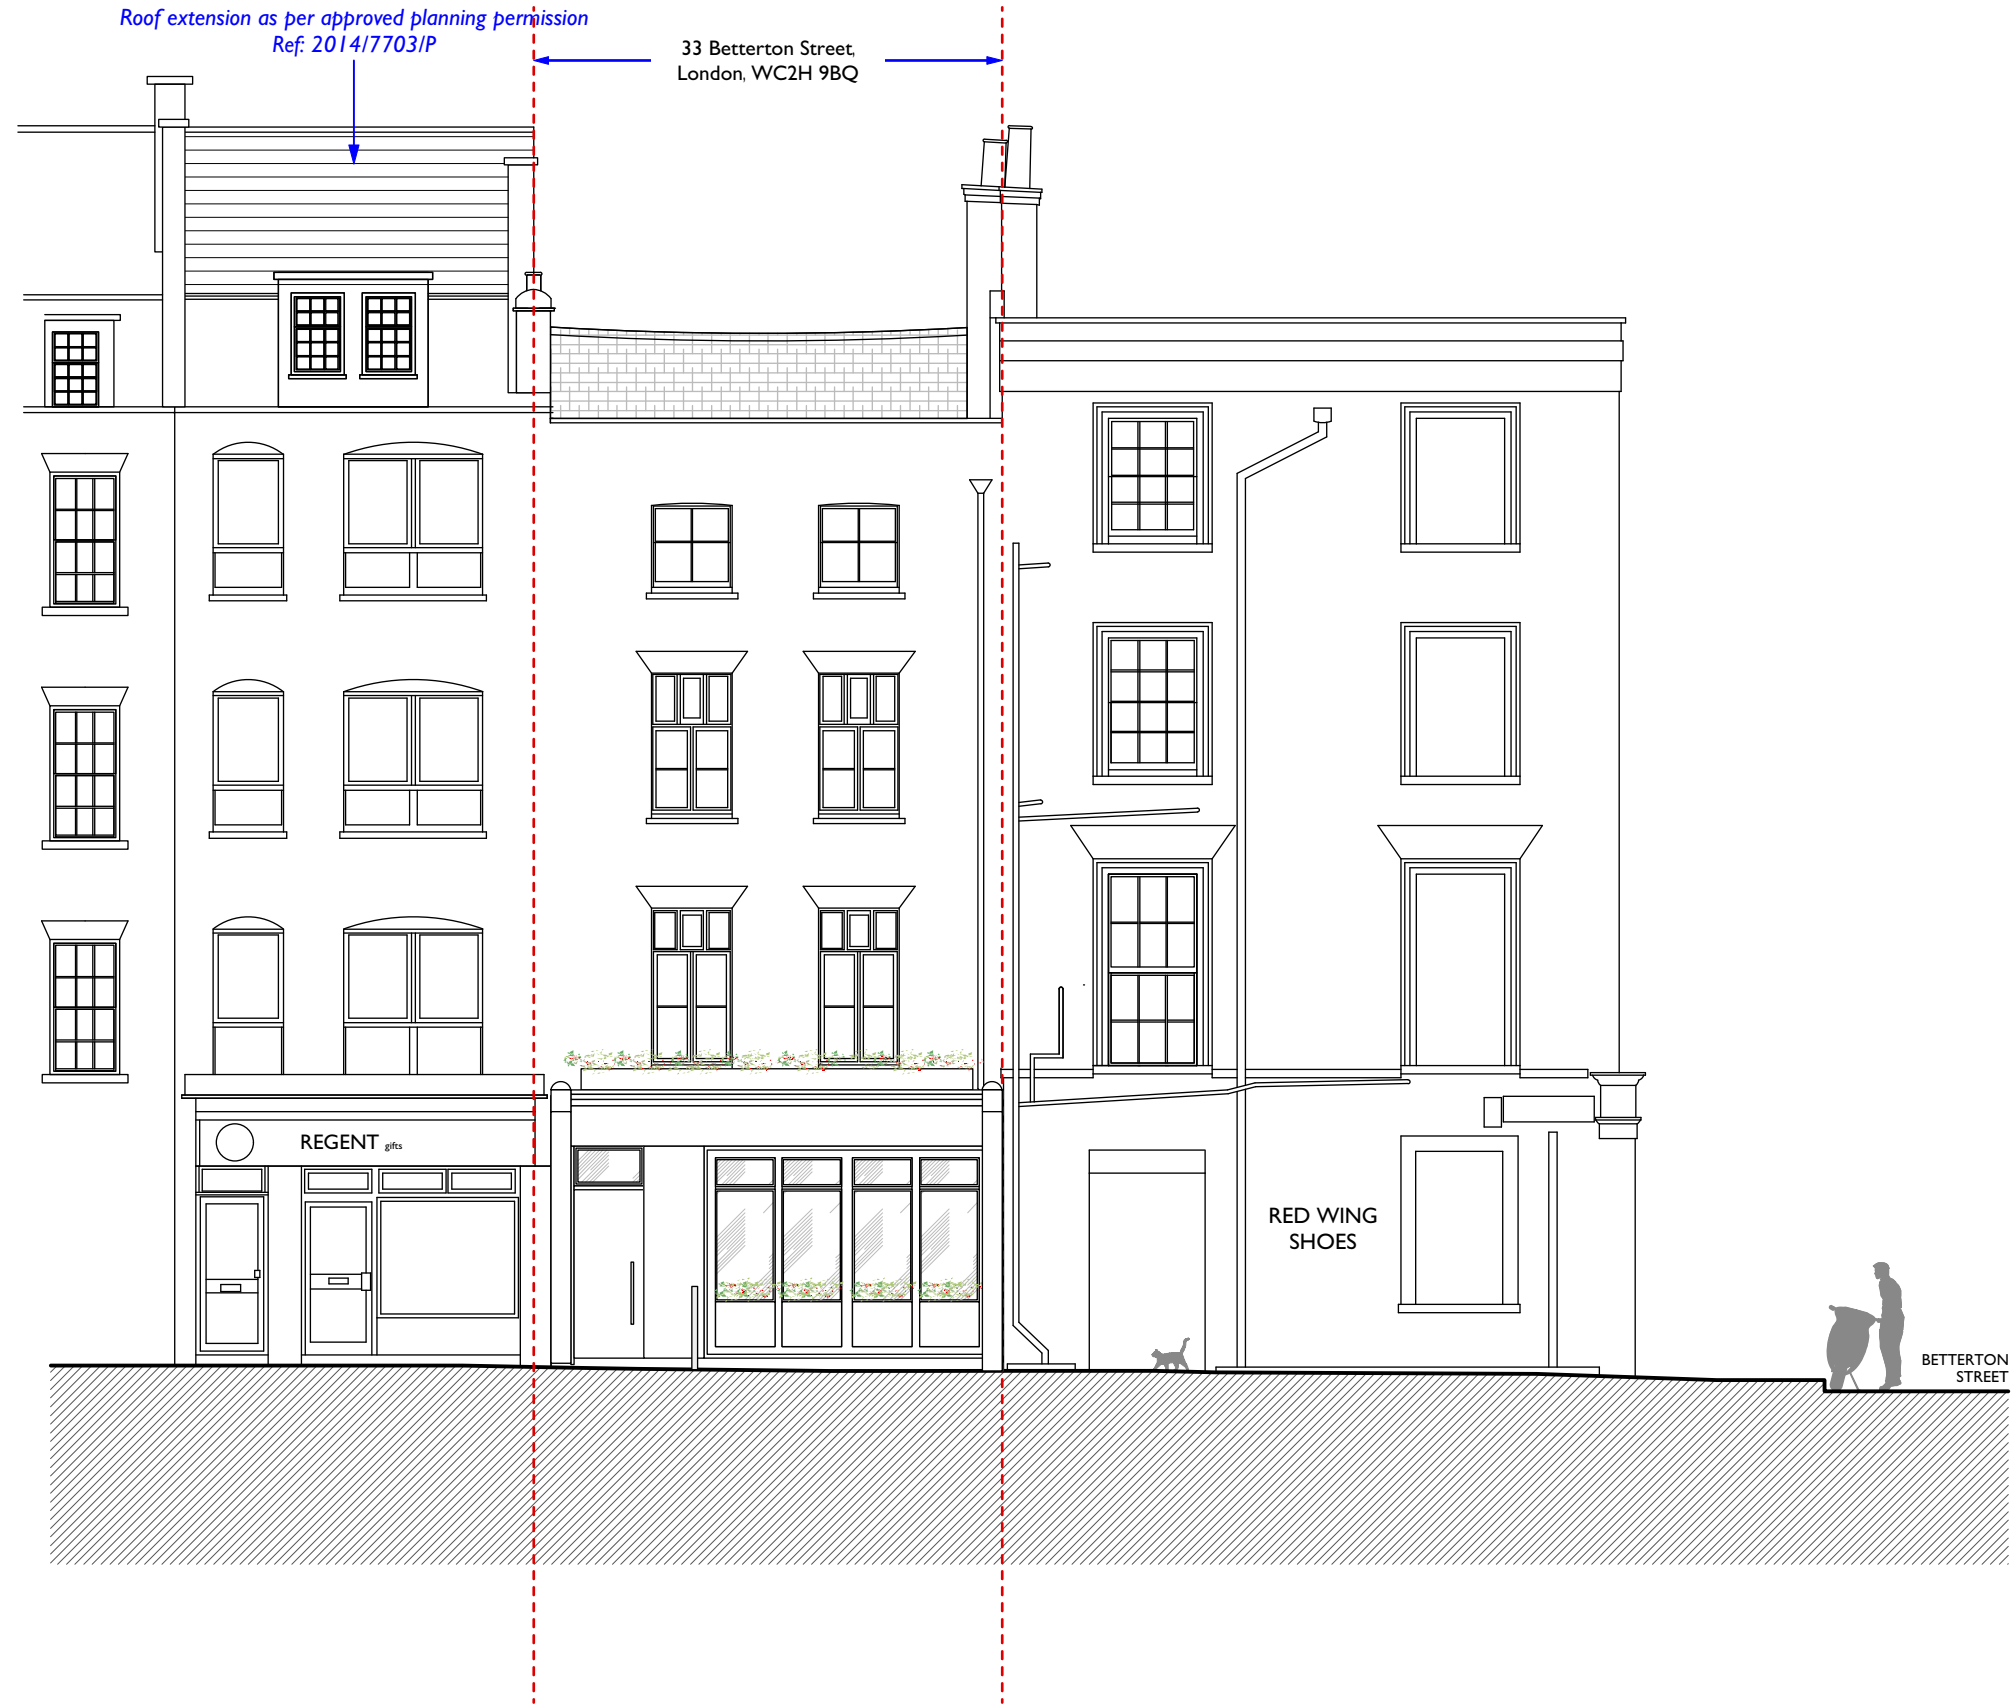 Roof extension as per approved planning permission
Ref: 2014/7703/P
33 Betterton Street,
London, WC2H 9BQ
REGENT gifts
RED WING
SHOES
BETTERTON
STREET